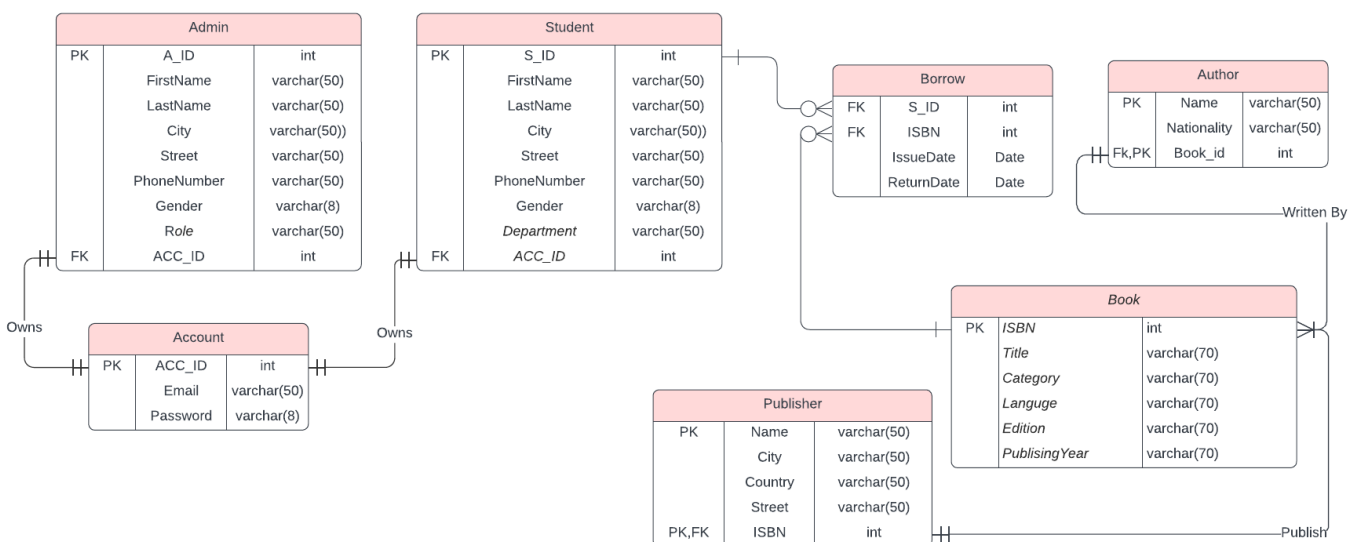 Admin
PK A_ID int
FirstName varchar(50)
LastName varchar(50)
City varchar(50))
Street varchar(50)
PhoneNumber varchar(50)
Gender varchar(8)
Role varchar(50)
FK ACC_ID int
Student
PK S_ID int
FirstName varchar(50)
LastName varchar(50)
City varchar(50))
Street varchar(50)
PhoneNumber varchar(50)
Gender varchar(8)
Department varchar(50)
FK ACC_ID int
Borrow
FK S_ID int
FK ISBN int
IssueDate Date
ReturnDate Date
Author
PK Name varchar(50)
Nationality varchar(50)
Fk,PK Book_id int
Written By
Owns
Owns
Account
PK ACC_ID int
Email varchar(50)
Password varchar(8)
Book
PK ISBN int
Title varchar(70)
Category varchar(70)
Languge varchar(70)
Edition varchar(70)
PublisingYear varchar(70)
Publisher
PK Name varchar(50)
City varchar(50)
Country varchar(50)
Street varchar(50)
PK,FK ISBN int
Publish